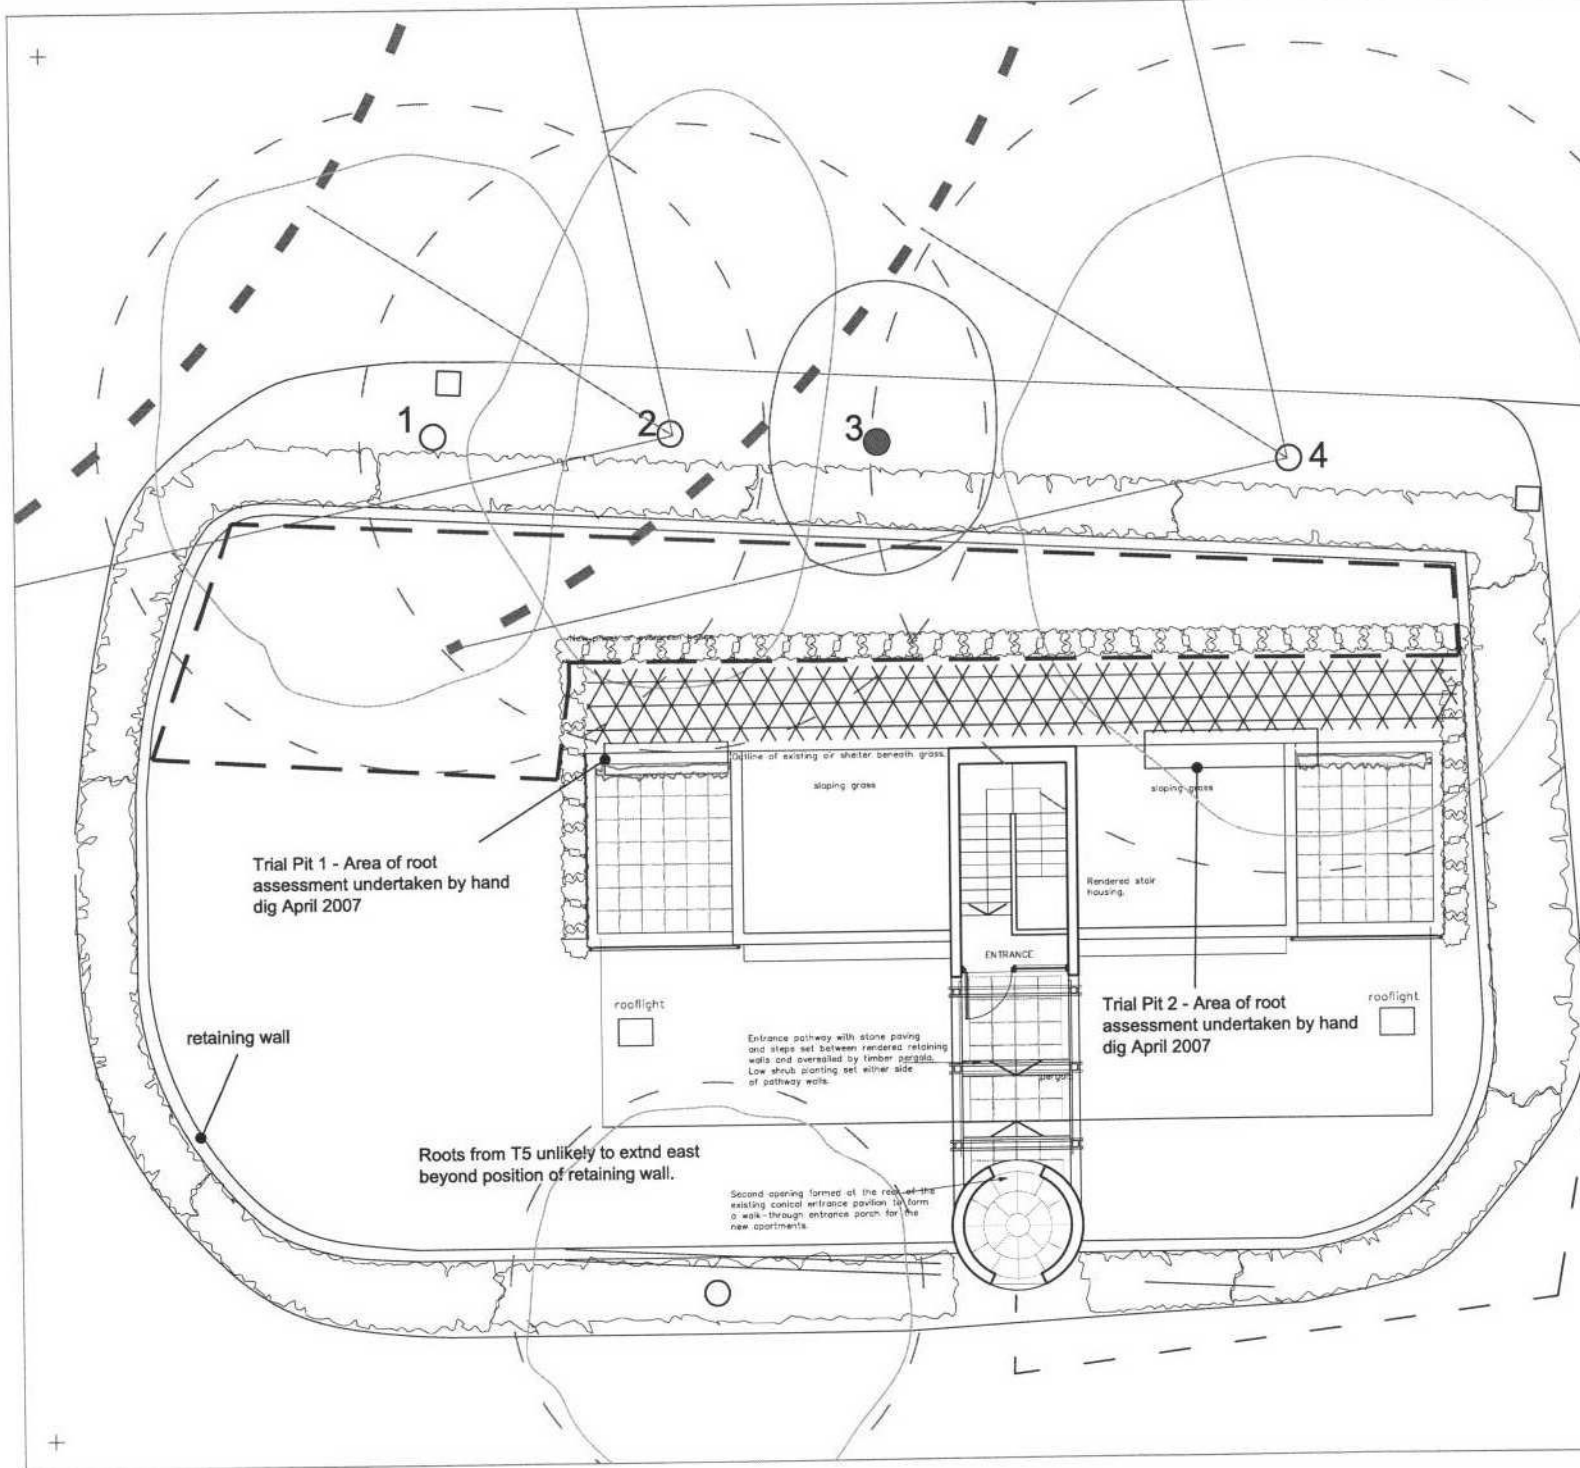 1
2
3
4
New planting of evergreen
Outline of existing air shelter beneath grass.
sloping grass
sloping grass
Trial Pit 1 - Area of root
assessment undertaken by hand
dig April 2007
Rendered stair
housing.
ENTRANCE
rooflight
rooflight
Trial Pit 2 - Area of root
assessment undertaken by hand
dig April 2007
retaining wall
Entrance pathway with stone paving
and steps set between rendered retaining
walls and oversailed by timber pergola.
Low shrub planting set either side
of pathway walls.
Roots from T5 unlikely to extnd east
beyond position of retaining wall.
Second opening formed at the rear of the
existing conical entrance pavilion to form
a walk-through entrance porch for the
new apartments.